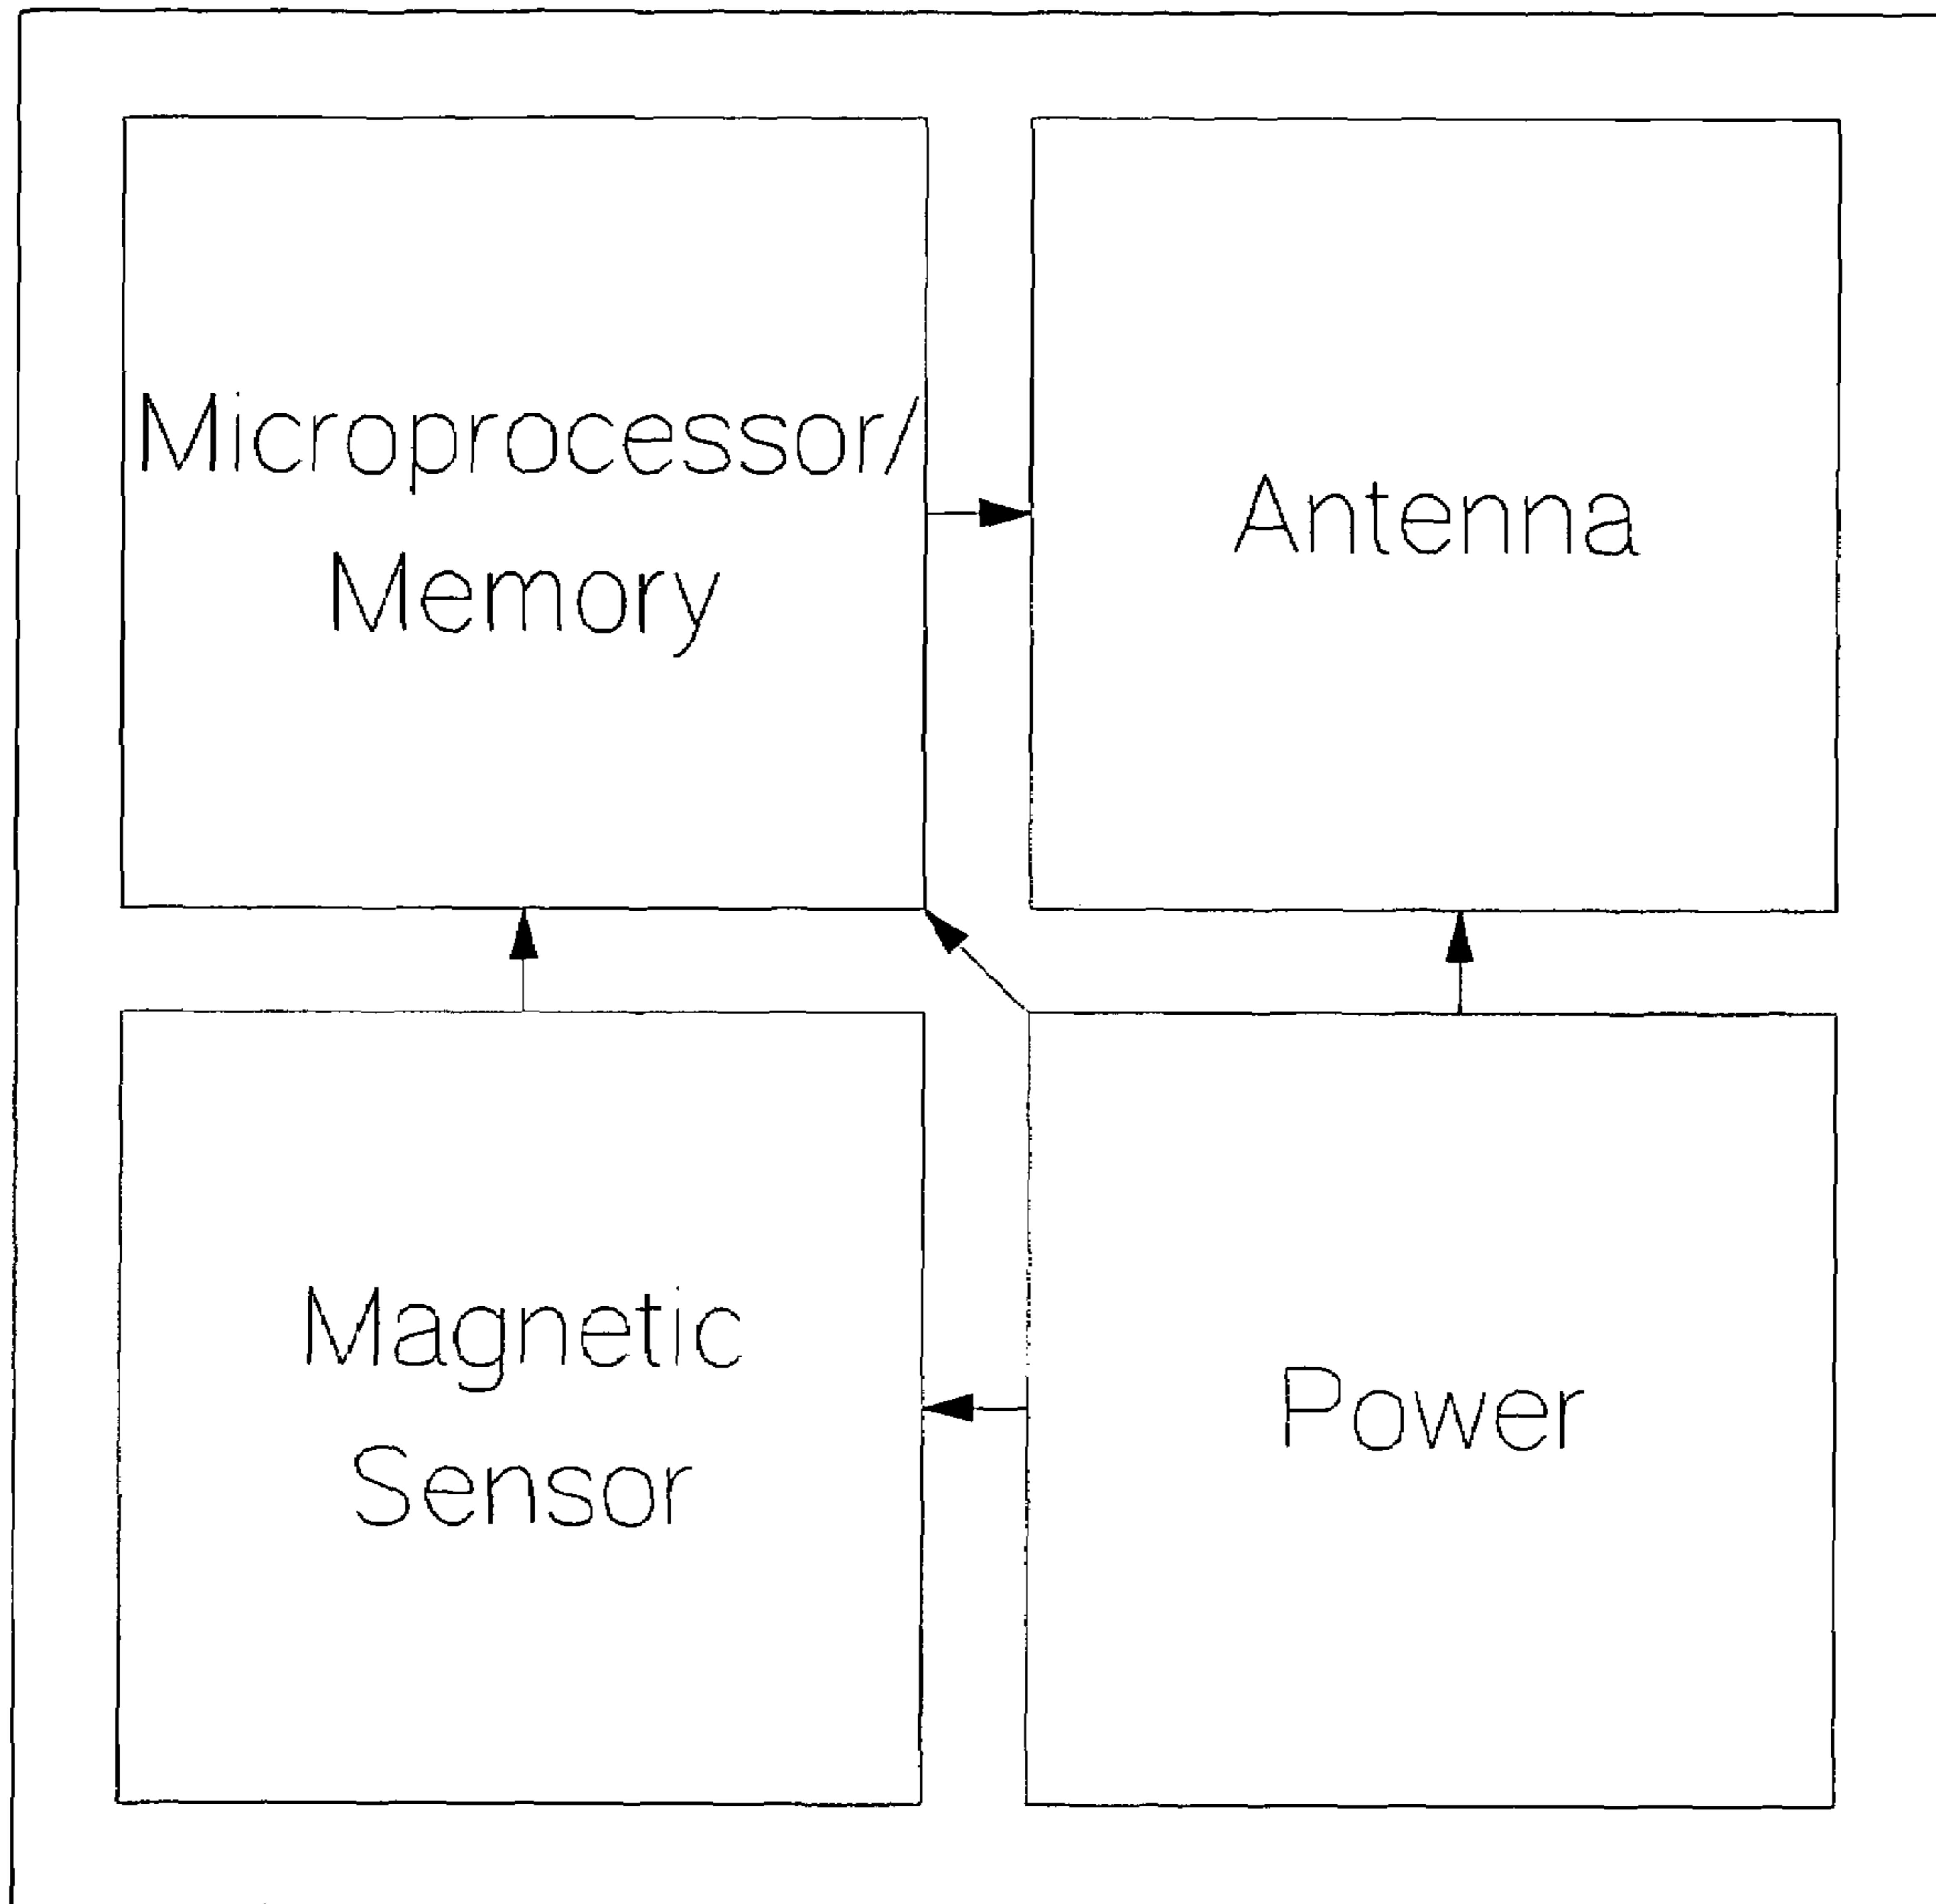 Microprocessor/
Memory
Antenna
Magnetic
Sensor
Power